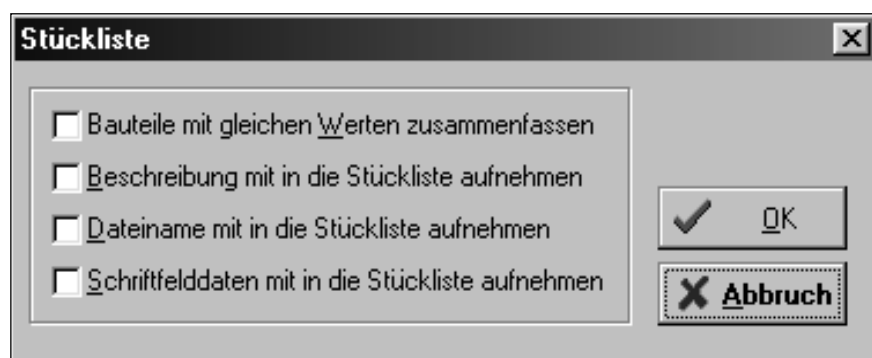 Stückliste
Bauteile mit gleichen Werten zusammenfassen
Beschreibung mit in die Stückliste aufnehmen
Dateiname mit in die Stückliste aufnehmen
Schriftfelddaten mit in die Stückliste aufnehmen
OK
Abbruch